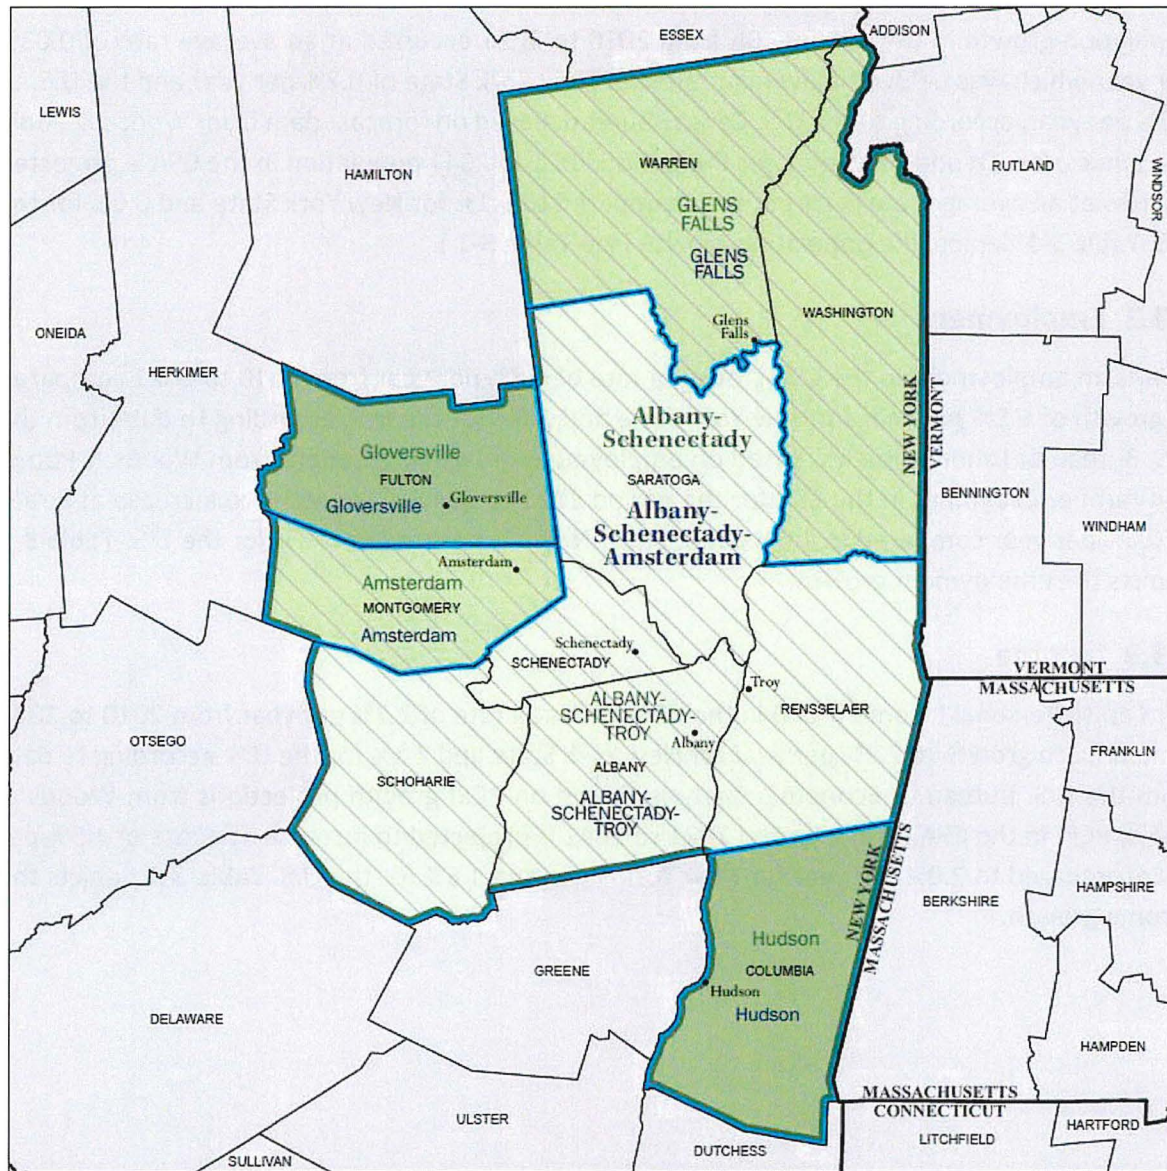 ESSEX
ADDISON
LEWIS
WARREN
HAMILTON
RUTLAND
WINDSOR
GLENS
FALLS
GLENS
FALLS
WASHINGTON
Glens
Falls
ONEIDA
HERKIMER
NEW YORK
VERMONT
Albany-
Schenectady
SARATOGA
Albany-
Schenectady-
Amsterdam
Gloversville
FULTON
Gloversville
Gloversville
BENNINGTON
WINDHAM
Amsterdam
Amsterdam
MONTGOMERY
Amsterdam
Schenectady
SCHENECTADY
VERMONT
MASSACHUSETTS
Troy
RENSSELAER
ALBANY-
SCHENECTADY-
TROY
Albany
ALBANY
ALBANY-
SCHENECTADY-
TROY
OTSEGO
SCHOHARIE
FRANKLIN
NEW YORK
MASSACHUSETTS
HAMPSHIRE
BERKSHIRE
Hudson
COLUMBIA
Hudson
Hudson
GREENE
DELAWARE
HAMPDEN
MASSACHUSETTS
CONNECTICUT
ULSTER
HARTFORD
LITCHFIELD
DUTCHESS
SULLIVAN